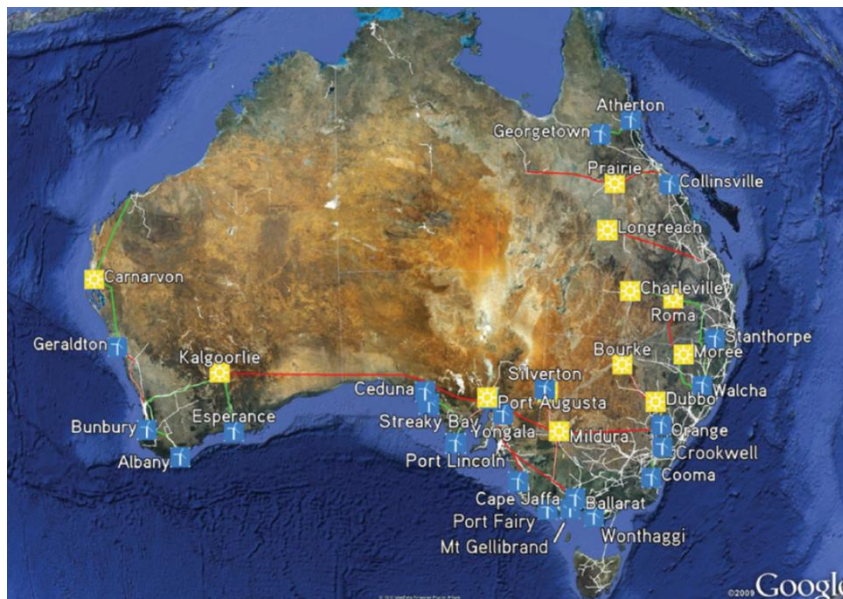 Atherton
Georgetown
Prairie
Collinsville
Longreach
Carnarvon
Charleville
Roma
Geraldton
Stanthorpe
Kalgoorlie
Bourke
Moree
Silverton
Ceduna
Walcha
Dubbo
Port Augusta
Streaky Bay
Bunbury
Esperance
Yongala
Mildura
Orange
Albany
Port Lincoln
Crookwell
Cooma
Cape Jaffa
Ballarat
Port Fairy
Wonthaggi
Mt Gellibrand
©2009 Google